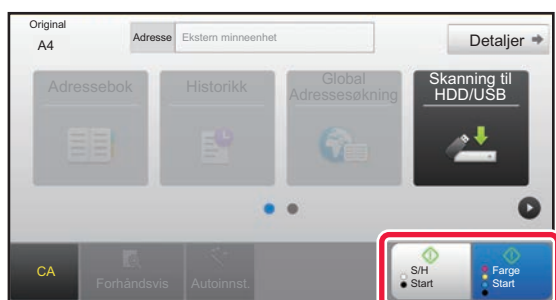 Original
A4
Adresse
Ekstern minneenhet
Detaljer
Adressebok
Historikk
Global
Adressesøkning
Skanning til
HDD/USB
CA
Forhåndsvis
Autoinnst.
S/H
Start
Farge
Start